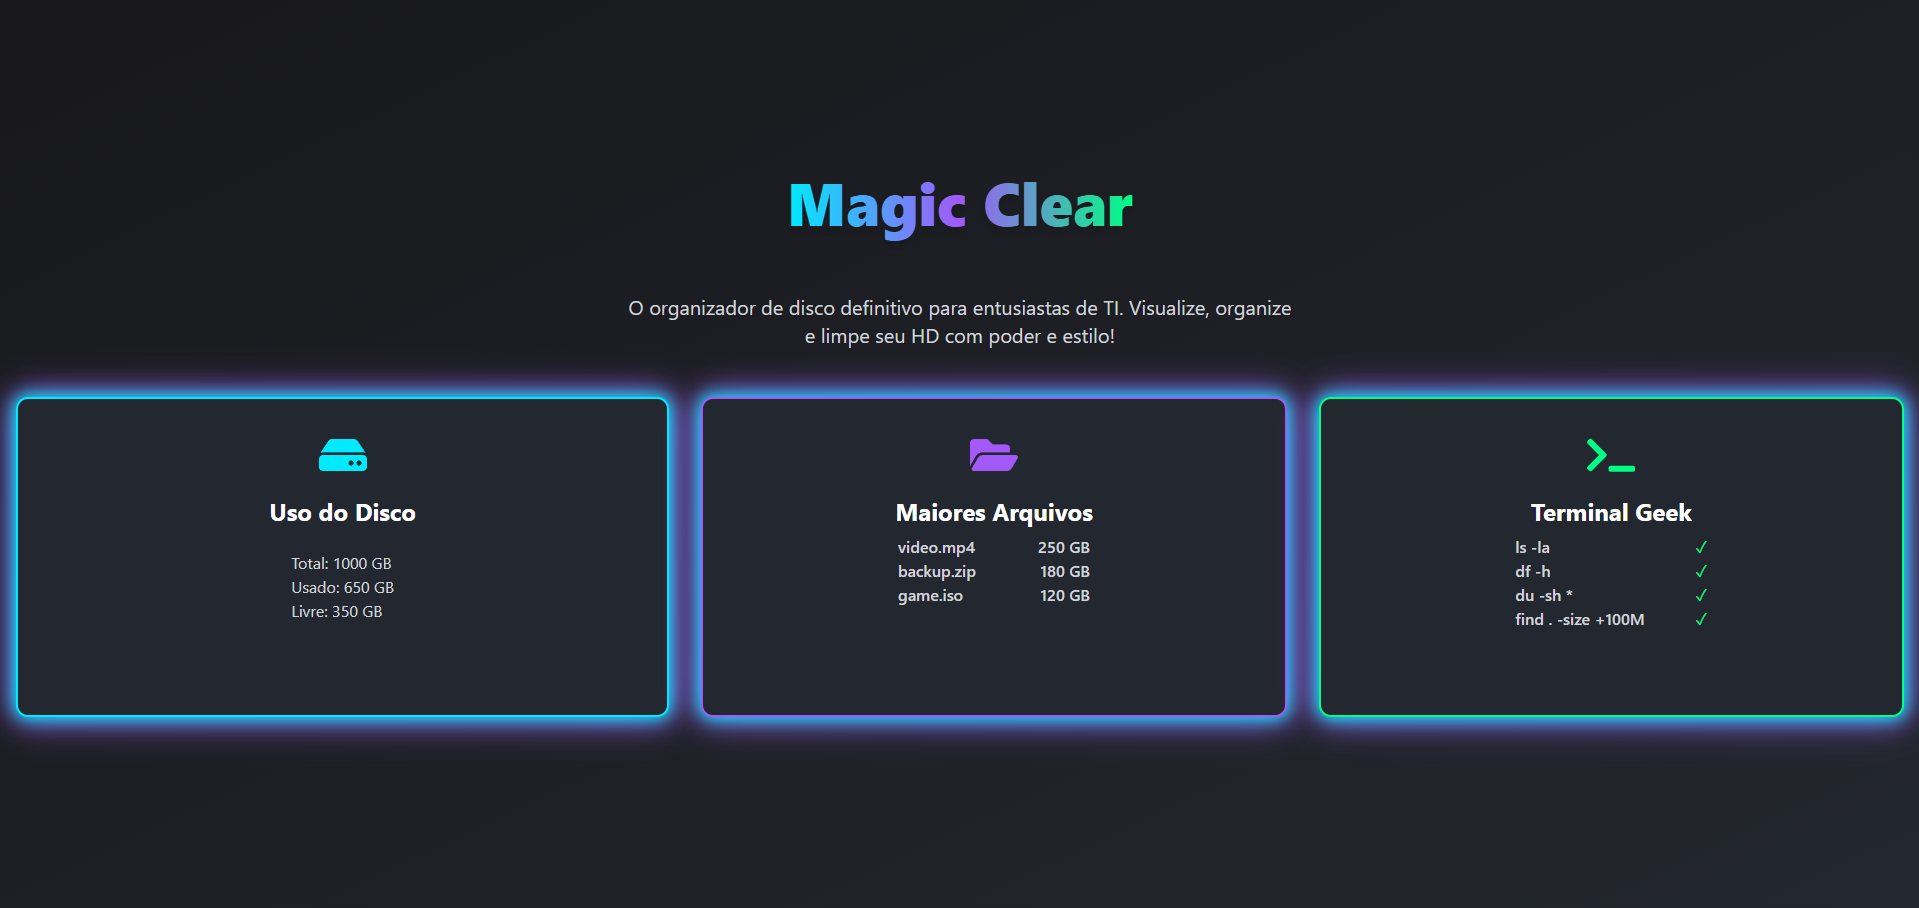 Magic Clear
O organizador de disco definitivo para entusiastas de TI. Visualize, organize
e limpe seu HD com poder e estilo!
Uso do Disco
Total: 1000 GB
Usado: 650 GB
Livre: 350 GB
Maiores Arquivos
video.mp4 250 GB
backup.zip 180 GB
game.iso 120 GB
Terminal Geek
ls -la ✓
df -h ✓
du -sh * ✓
find . -size +100M ✓